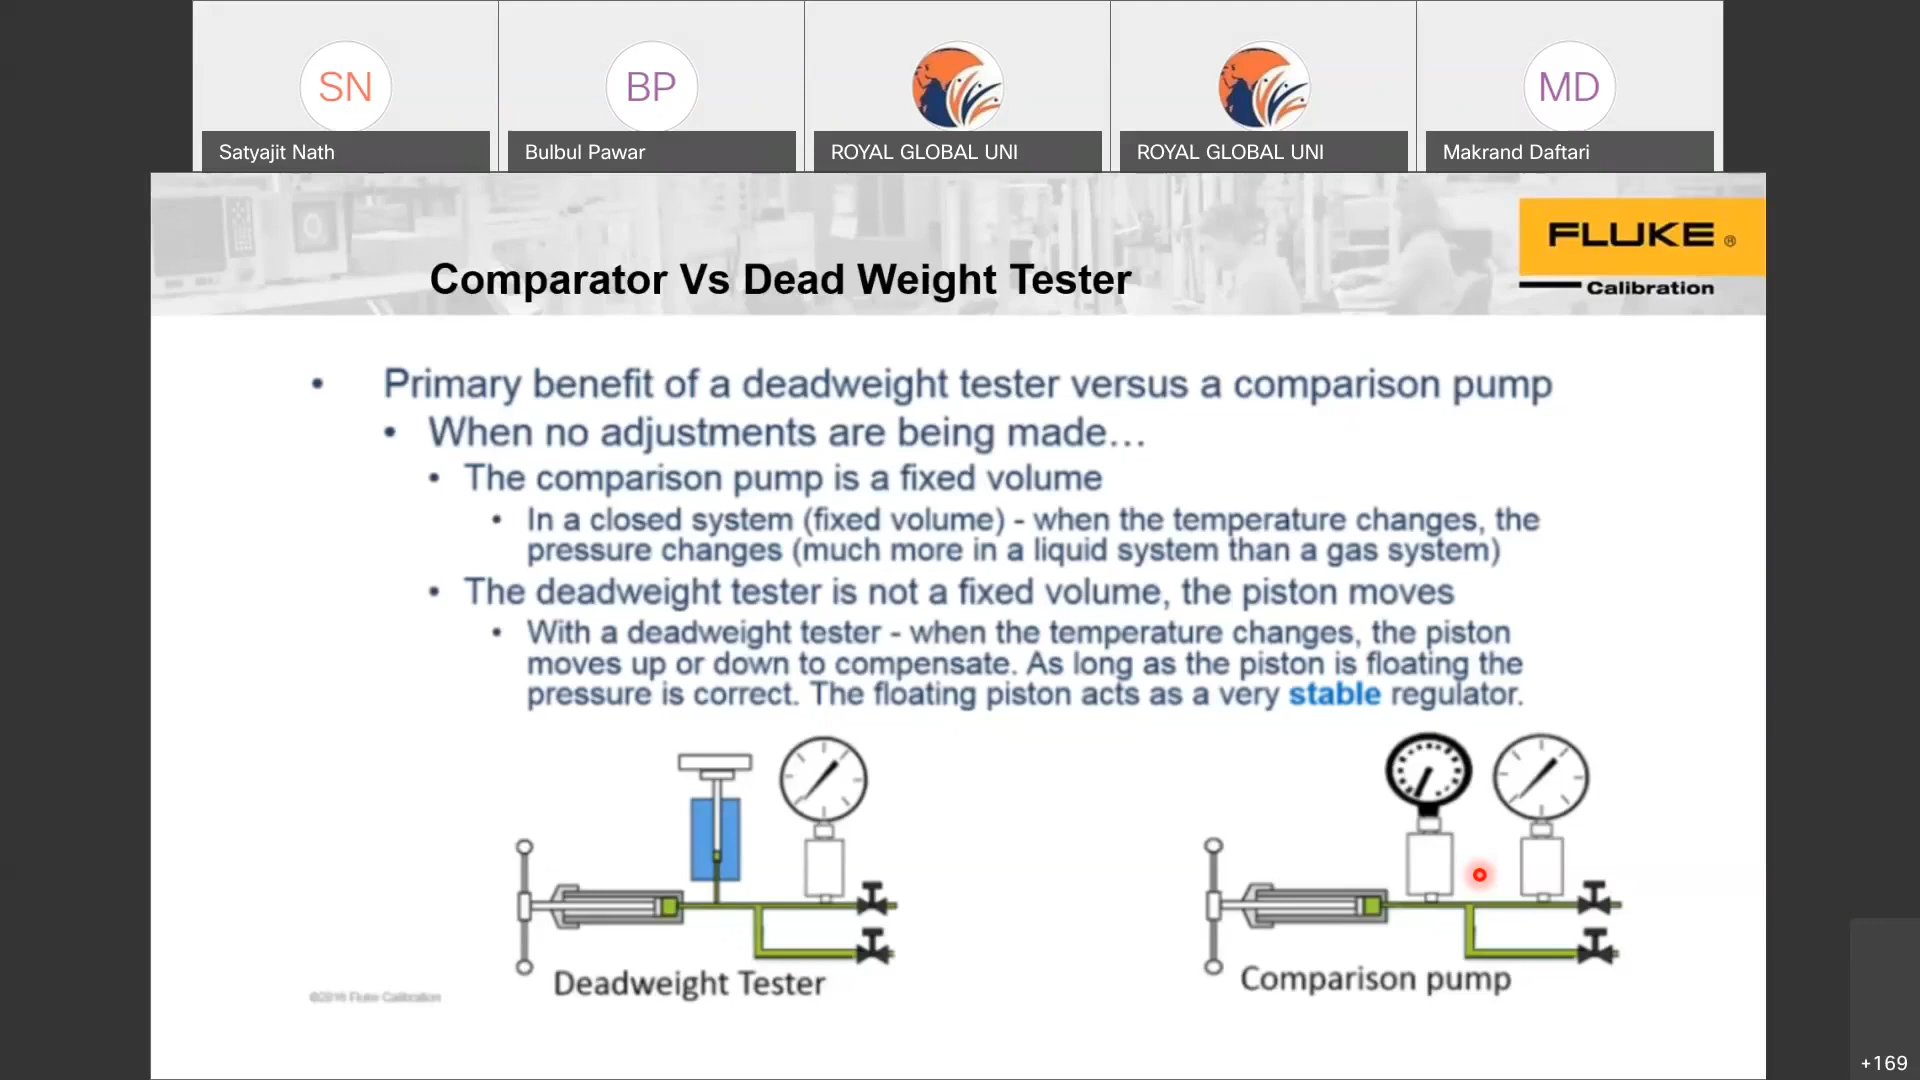 SN
BP
MD
Satyajit Nath
Bulbul Pawar
ROYAL GLOBAL UNI
ROYAL GLOBAL UNI
Makrand Daftari
FLUKE ®
Calibration
Comparator Vs Dead Weight Tester
• Primary benefit of a deadweight tester versus a comparison pump
• When no adjustments are being made…
• The comparison pump is a fixed volume
• In a closed system (fixed volume) - when the temperature changes, the
pressure changes (much more in a liquid system than a gas system)
• The deadweight tester is not a fixed volume, the piston moves
• With a deadweight tester - when the temperature changes, the piston
moves up or down to compensate. As long as the piston is floating the
pressure is correct. The floating piston acts as a very stable regulator.
Deadweight Tester
Comparison pump
©2016 Fluke Calibration
+169